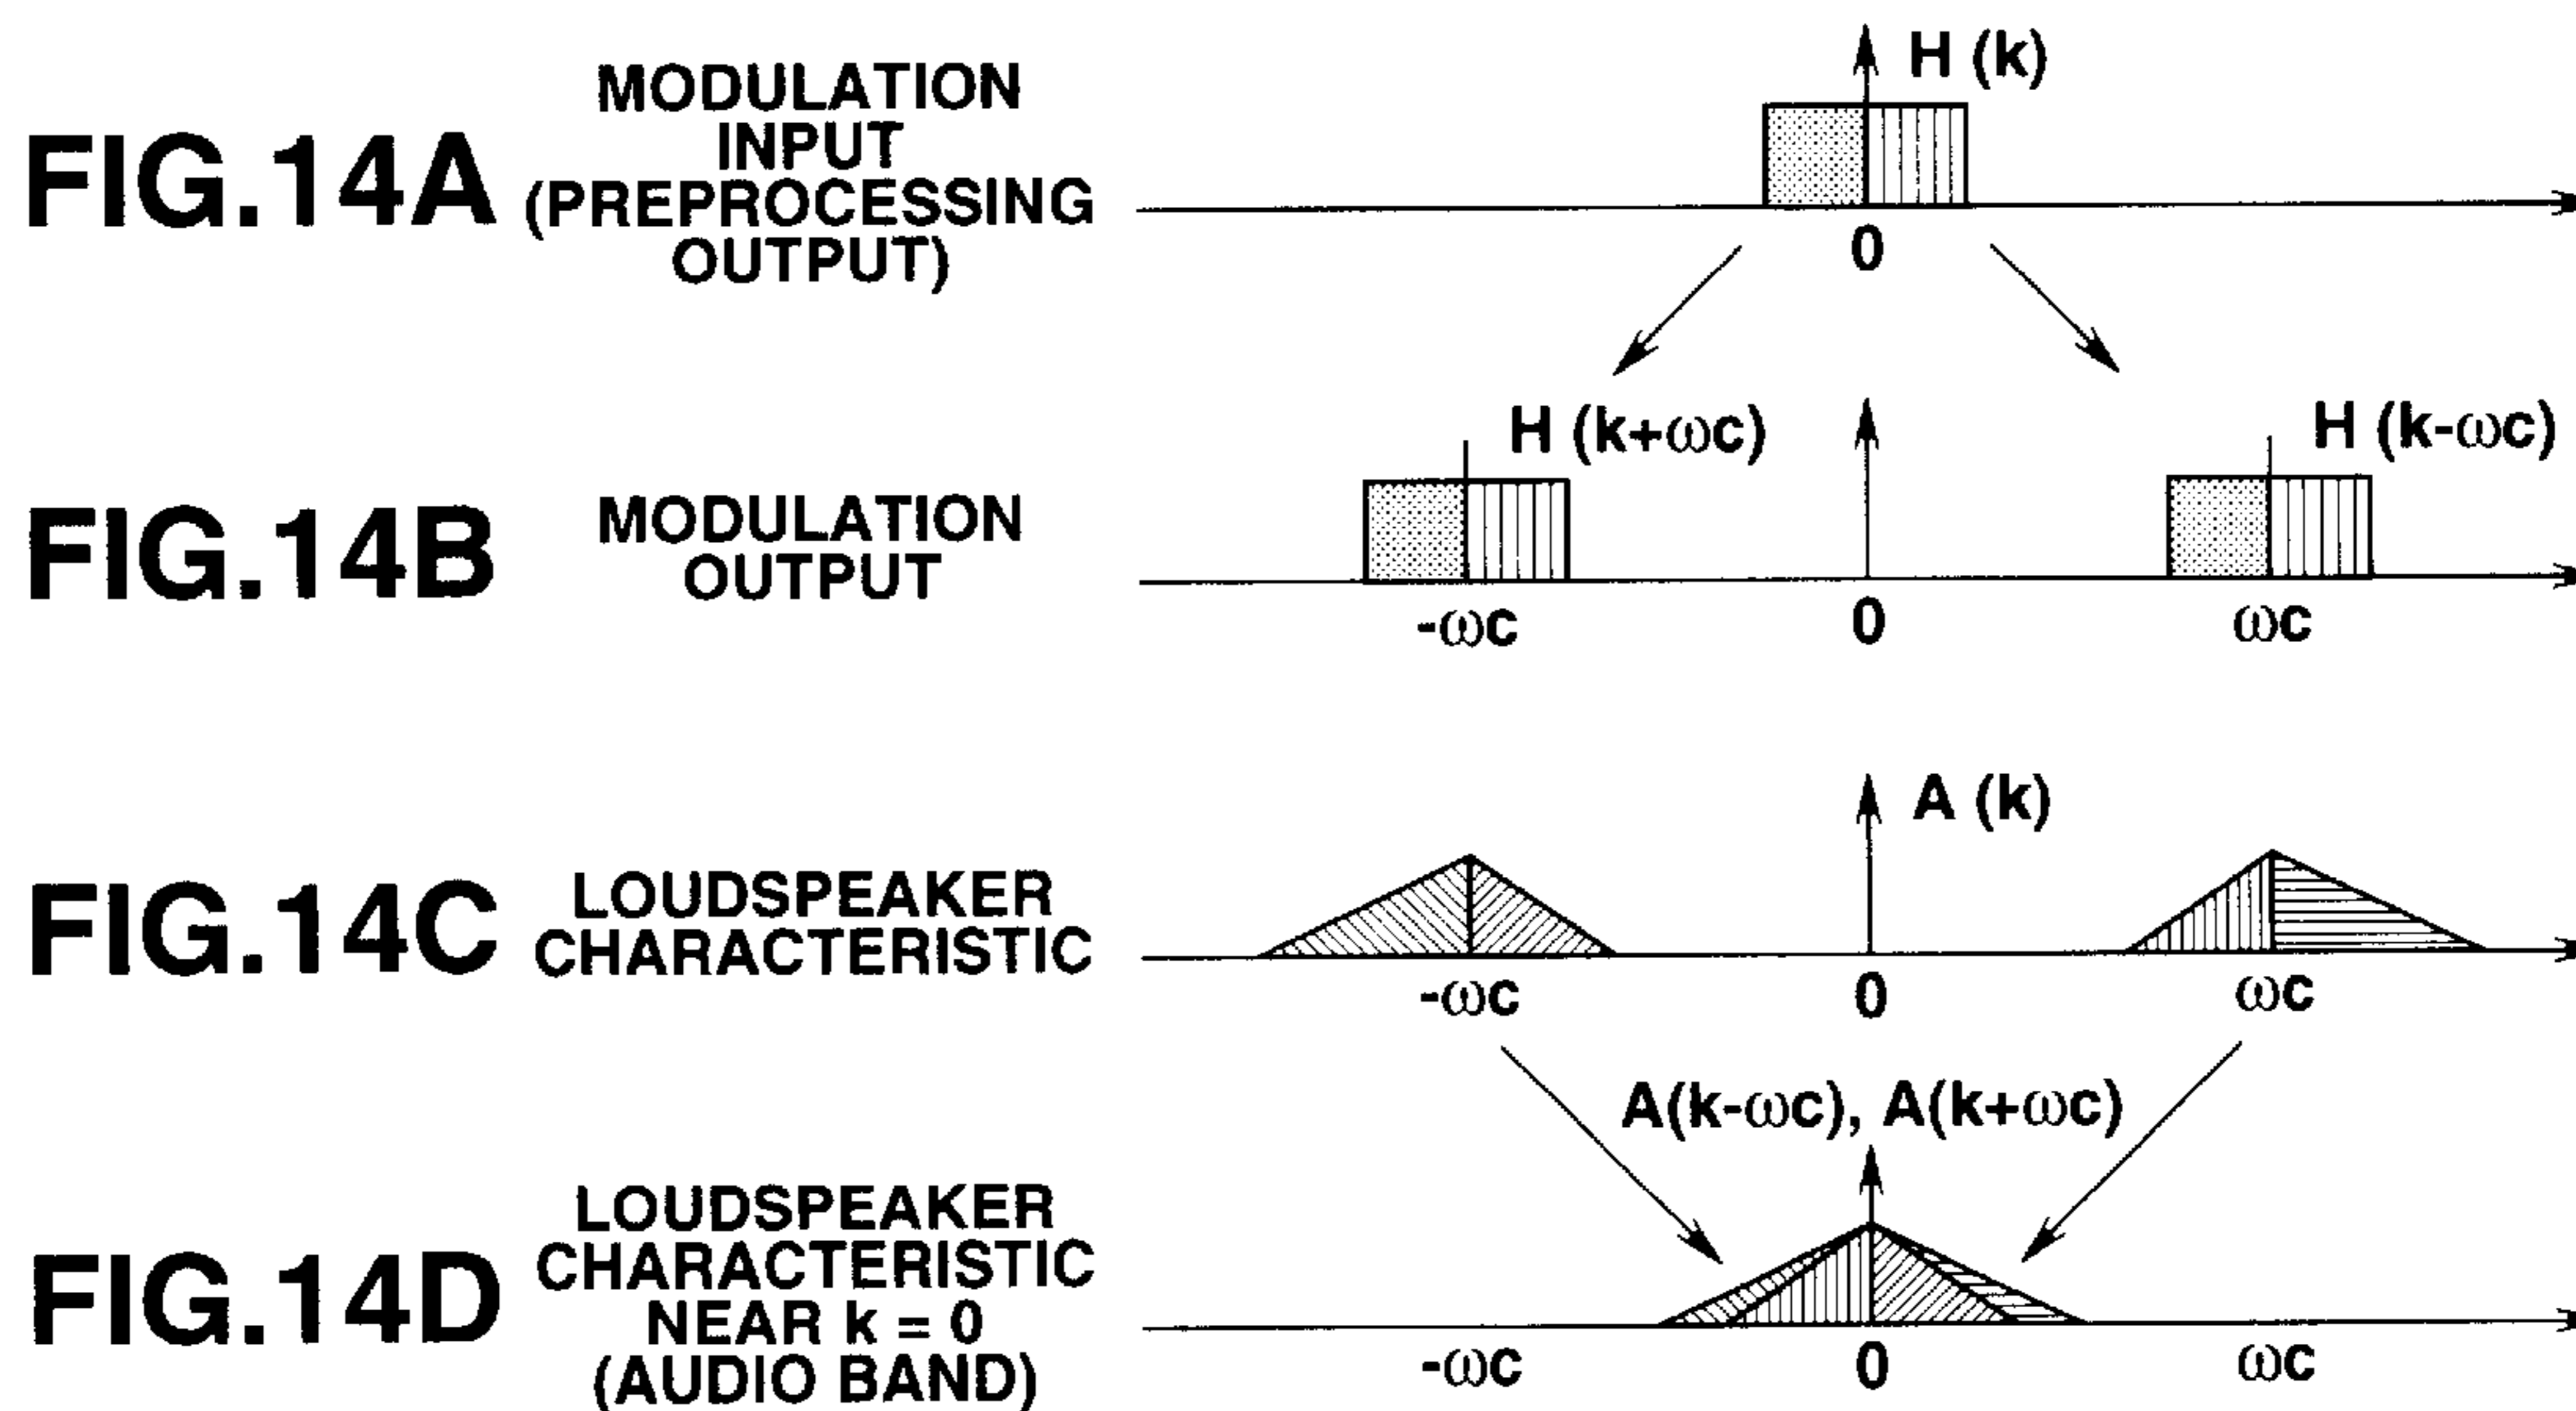 FIG.14A
MODULATION
INPUT
(PREPROCESSING
OUTPUT)
H (k)
0
FIG.14B
MODULATION
OUTPUT
H (k+ωc)
H (k-ωc)
-ωc
0
ωc
FIG.14C
LOUDSPEAKER
CHARACTERISTIC
A (k)
-ωc
0
ωc
FIG.14D
LOUDSPEAKER
CHARACTERISTIC
NEAR k = 0
(AUDIO BAND)
A(k-ωc), A(k+ωc)
-ωc
0
ωc